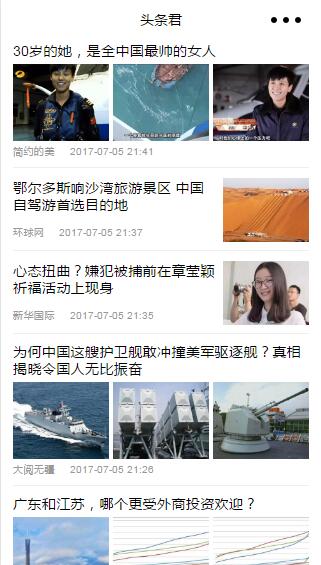 头条君
30岁的她，是全中国最帅的女人
简约的美 2017-07-05 21:41
鄂尔多斯响沙湾旅游景区 中国
自驾游首选目的地
环球网 2017-07-05 21:37
心态扭曲？嫌犯被捕前在章莹颖
祈福活动上现身
新华国际 2017-07-05 21:35
为何中国这艘护卫舰敢冲撞美军驱逐舰？真相
揭晓令国人无比振奋
大阅无疆 2017-07-05 21:26
广东和江苏，哪个更受外商投资欢迎？